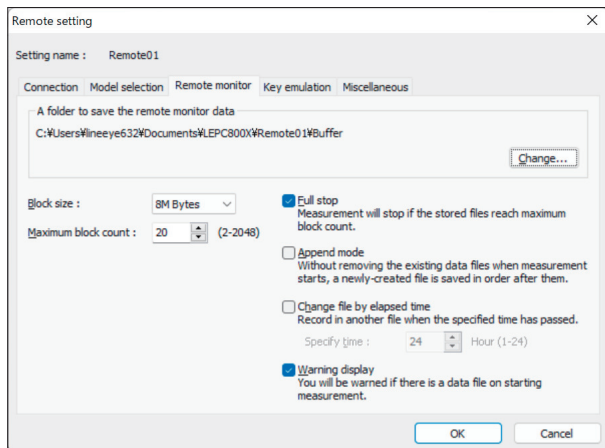 Remote setting
Setting name : Remote01
Connection Model selection Remote monitor Key emulation Miscellaneous
A folder to save the remote monitor data
C:¥Users¥lineeye632¥Documents¥LEPC800X¥Remote01¥Buffer
Change...
Block size : 8M Bytes
Maximum block count : 20 (2-2048)
Full stop
Measurement will stop if the stored files reach maximum
block count.
Append mode
Without removing the existing data files when measurement
starts, a newly-created file is saved in order after them.
Change file by elapsed time
Record in another file when the specified time has passed.
Specify time : 24 Hour (1-24)
Warning display
You will be warned if there is a data file on starting
measurement.
OK Cancel